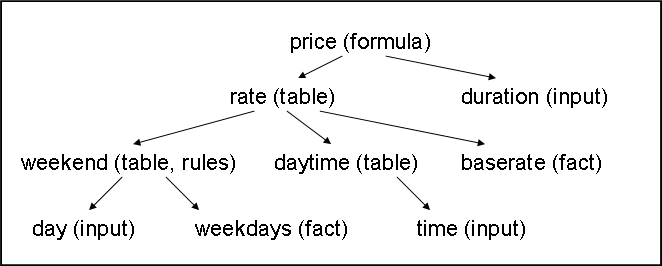 price (formula)
rate (table) duration (input)
weekend (table, rules) daytime (table) baserate (fact)
day (input) weekdays (fact) time (input)